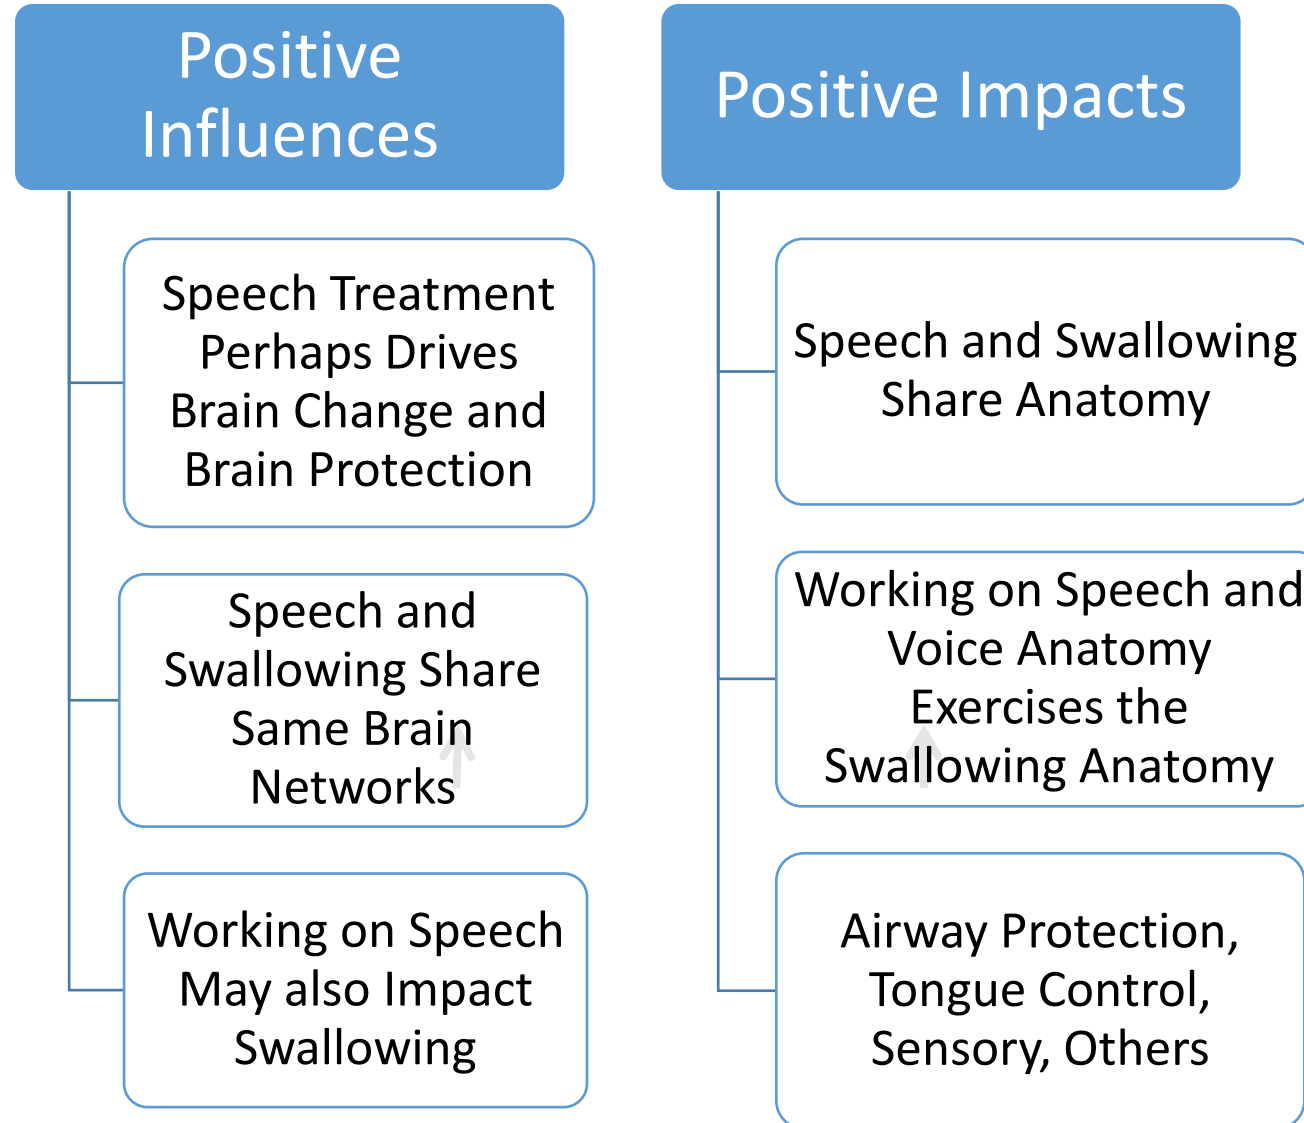 Positive
Influences
Speech Treatment
Perhaps Drives
Brain Change and
Brain Protection
Speech and
Swallowing Share
Same Brain
Networks
Working on Speech
May also Impact
Swallowing
Positive Impacts
Speech and Swallowing
Share Anatomy
Working on Speech and
Voice Anatomy
Exercises the
Swallowing Anatomy
Airway Protection,
Tongue Control,
Sensory, Others